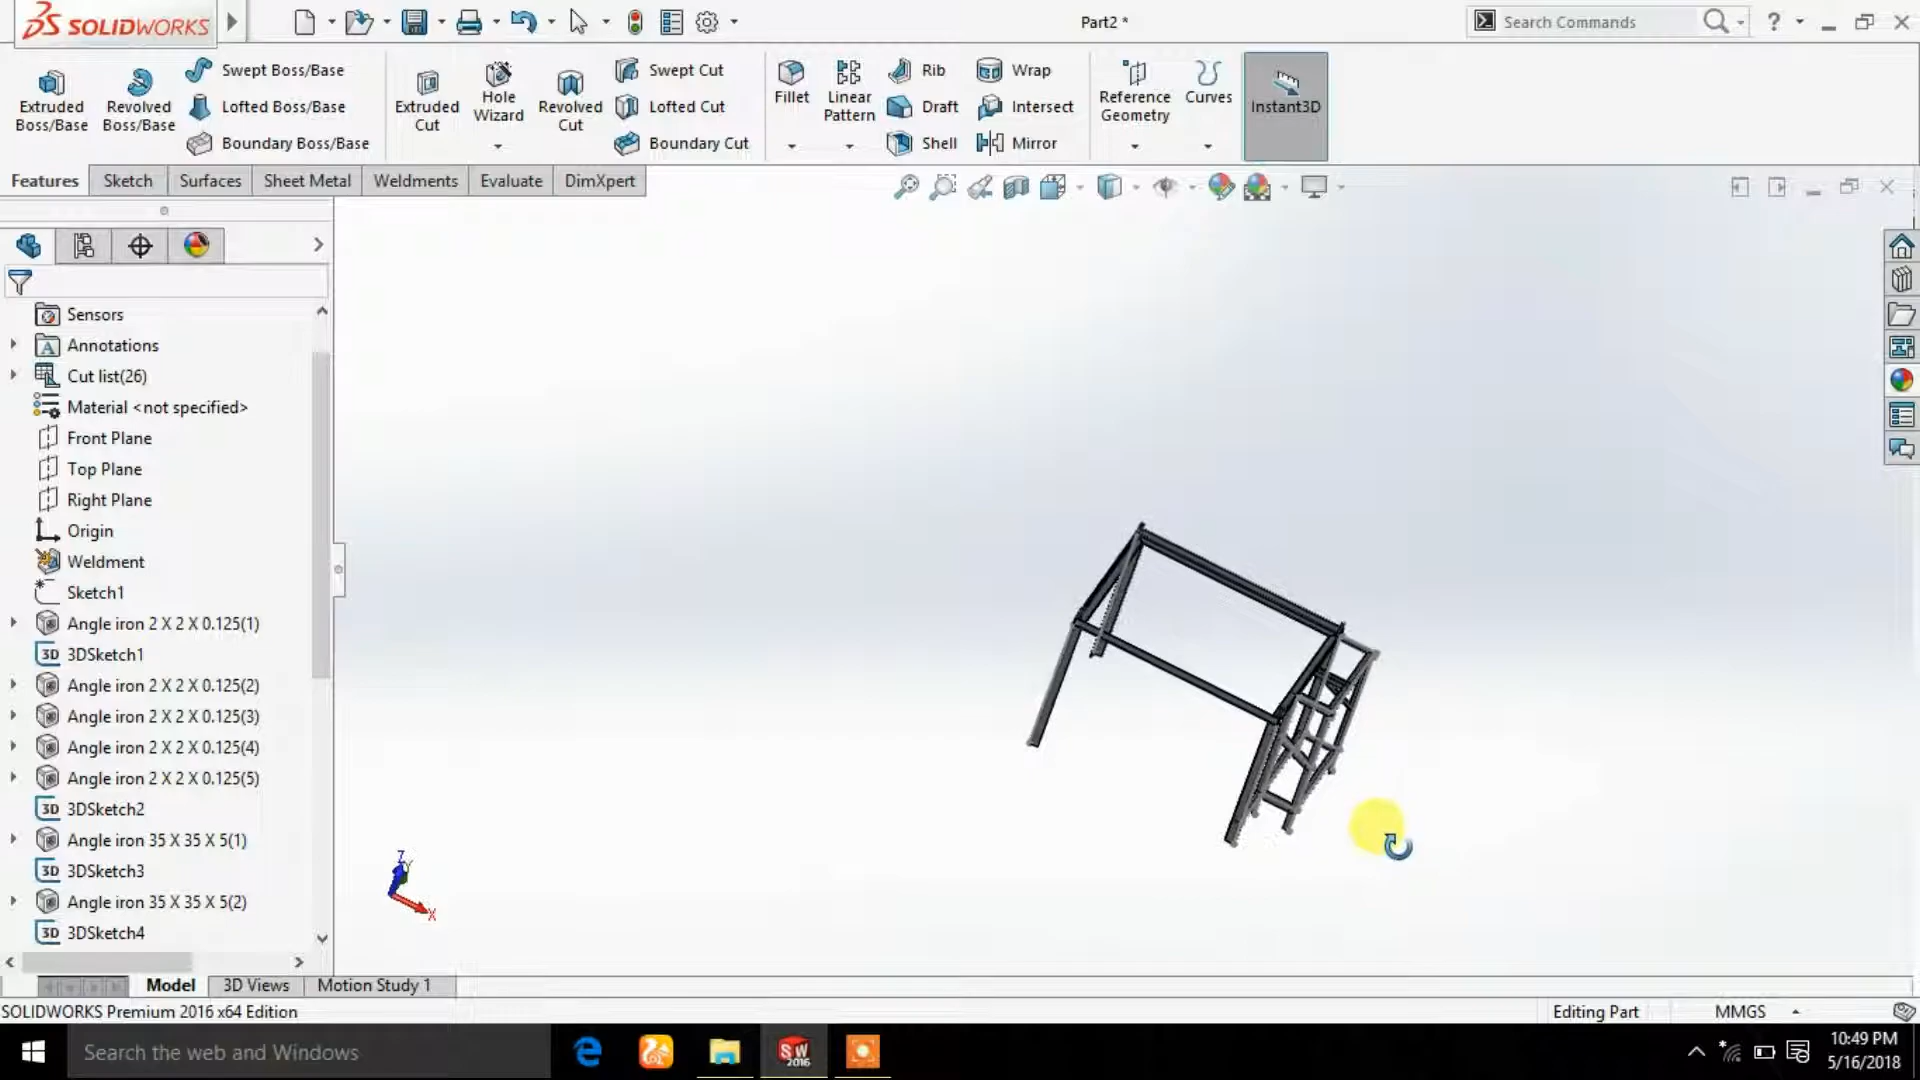 SOLIDWORKS
Part2 *
Search Commands
Extruded Boss/Base
Revolved Boss/Base
Swept Boss/Base
Lofted Boss/Base
Boundary Boss/Base
Extruded Cut
Hole Wizard
Revolved Cut
Swept Cut
Lofted Cut
Boundary Cut
Fillet
Linear Pattern
Rib
Draft
Shell
Wrap
Intersect
Mirror
Reference Geometry
Curves
Instant3D
Features
Sketch
Surfaces
Sheet Metal
Weldments
Evaluate
DimXpert
Sensors
Annotations
Cut list(26)
Material <not specified>
Front Plane
Top Plane
Right Plane
Origin
Weldment
Sketch1
Angle iron 2 X 2 X 0.125(1)
3D 3DSketch1
Angle iron 2 X 2 X 0.125(2)
Angle iron 2 X 2 X 0.125(3)
Angle iron 2 X 2 X 0.125(4)
Angle iron 2 X 2 X 0.125(5)
3D 3DSketch2
Angle iron 35 X 35 X 5(1)
3D 3DSketch3
Angle iron 35 X 35 X 5(2)
3D 3DSketch4
Z
Y
X
Model
3D Views
Motion Study 1
SOLIDWORKS Premium 2016 x64 Edition
Editing Part
MMGS
Search the web and Windows
SW 2016
10:49 PM
5/16/2018